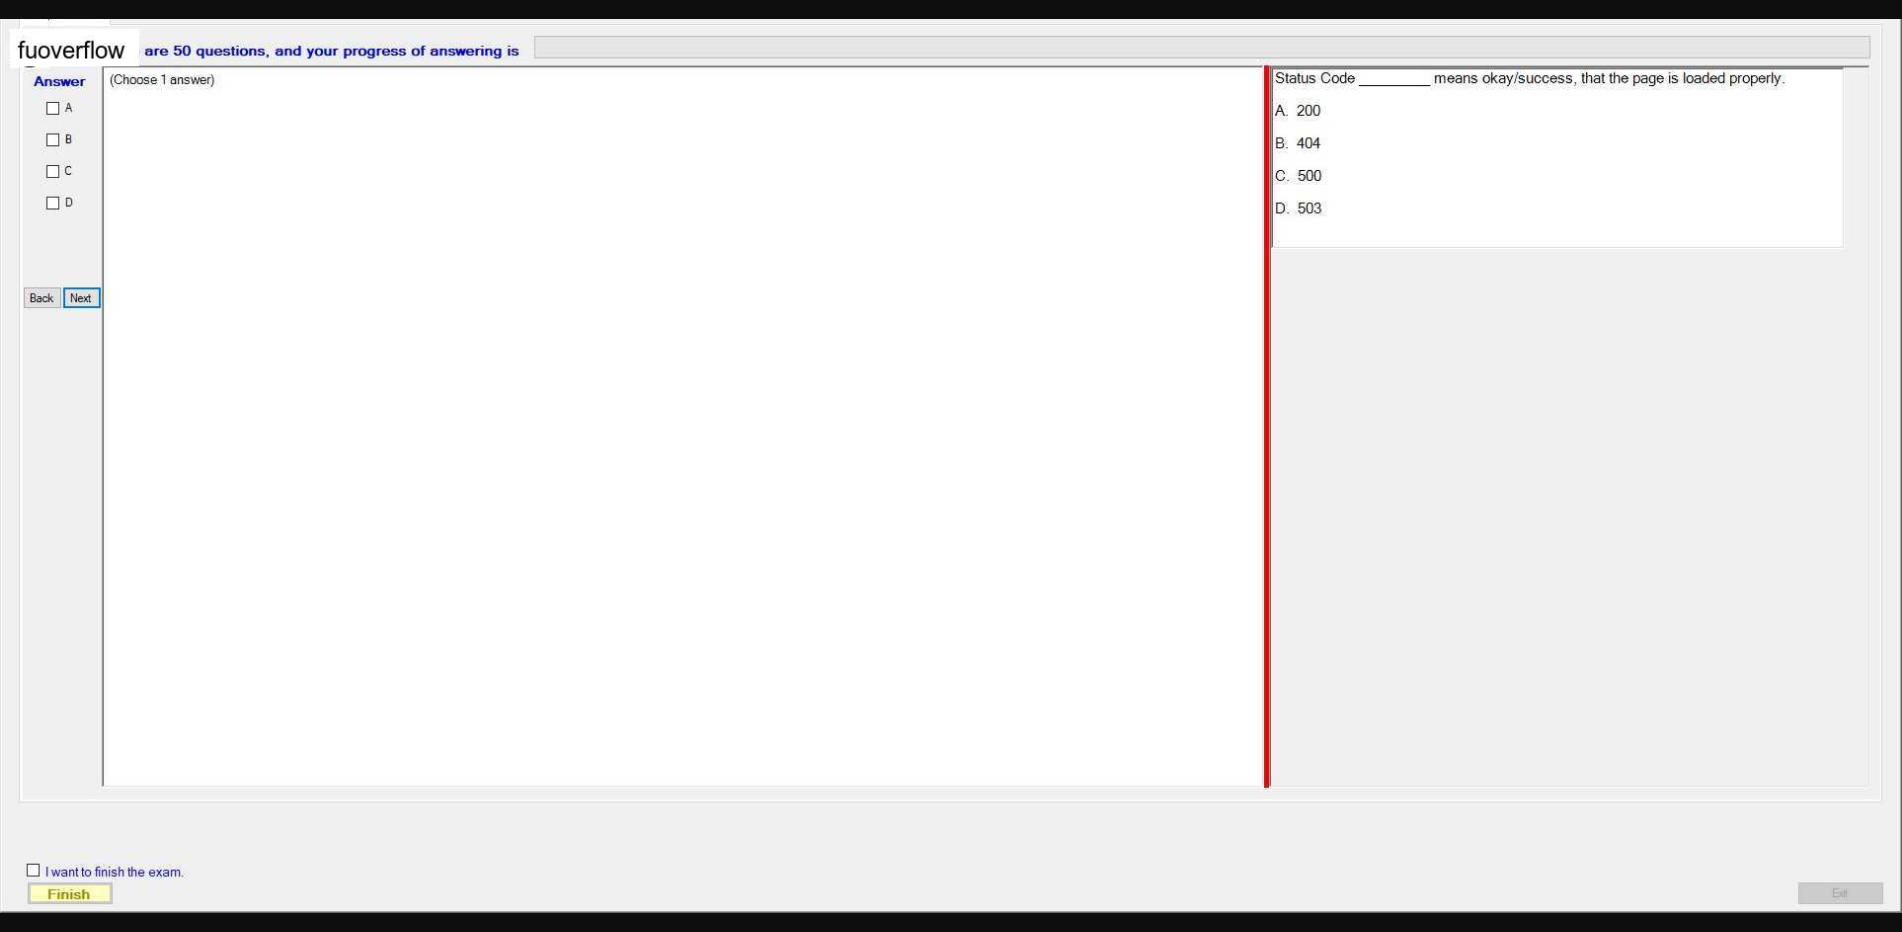 fuoverflow are 50 questions, and your progress of answering is
Answer
A
B
C
D
Back Next
(Choose 1 answer)
Status Code _________ means okay/success, that the page is loaded properly.
A. 200
B. 404
C. 500
D. 503
I want to finish the exam.
Finish
Exit